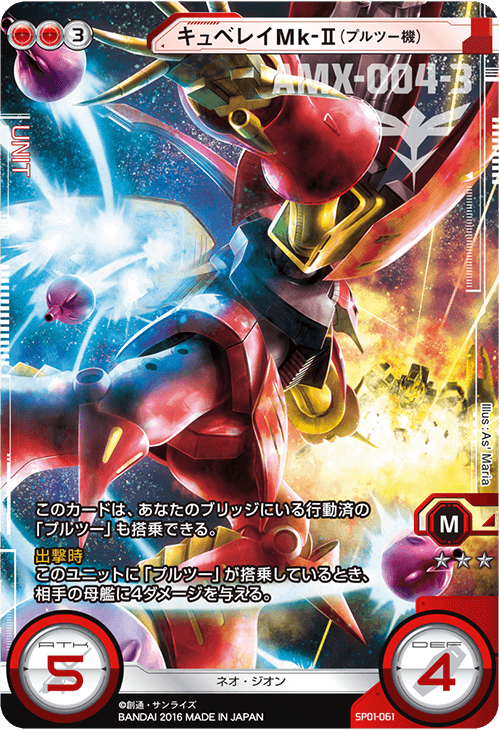 3
キュベレイMk-Ⅱ(プルツー機)
AMX-004-3
UNIT
Illus : As' Maria
このカードは、あなたのブリッジにいる行動済の
「プルツー」も搭乗できる。
出撃時
このユニットに「プルツー」が搭乗しているとき、
相手の母艦に4ダメージを与える。
M
ATK
5
DEF
4
ネオ・ジオン
©創通・サンライズ
BANDAI 2016 MADE IN JAPAN
SP01-061